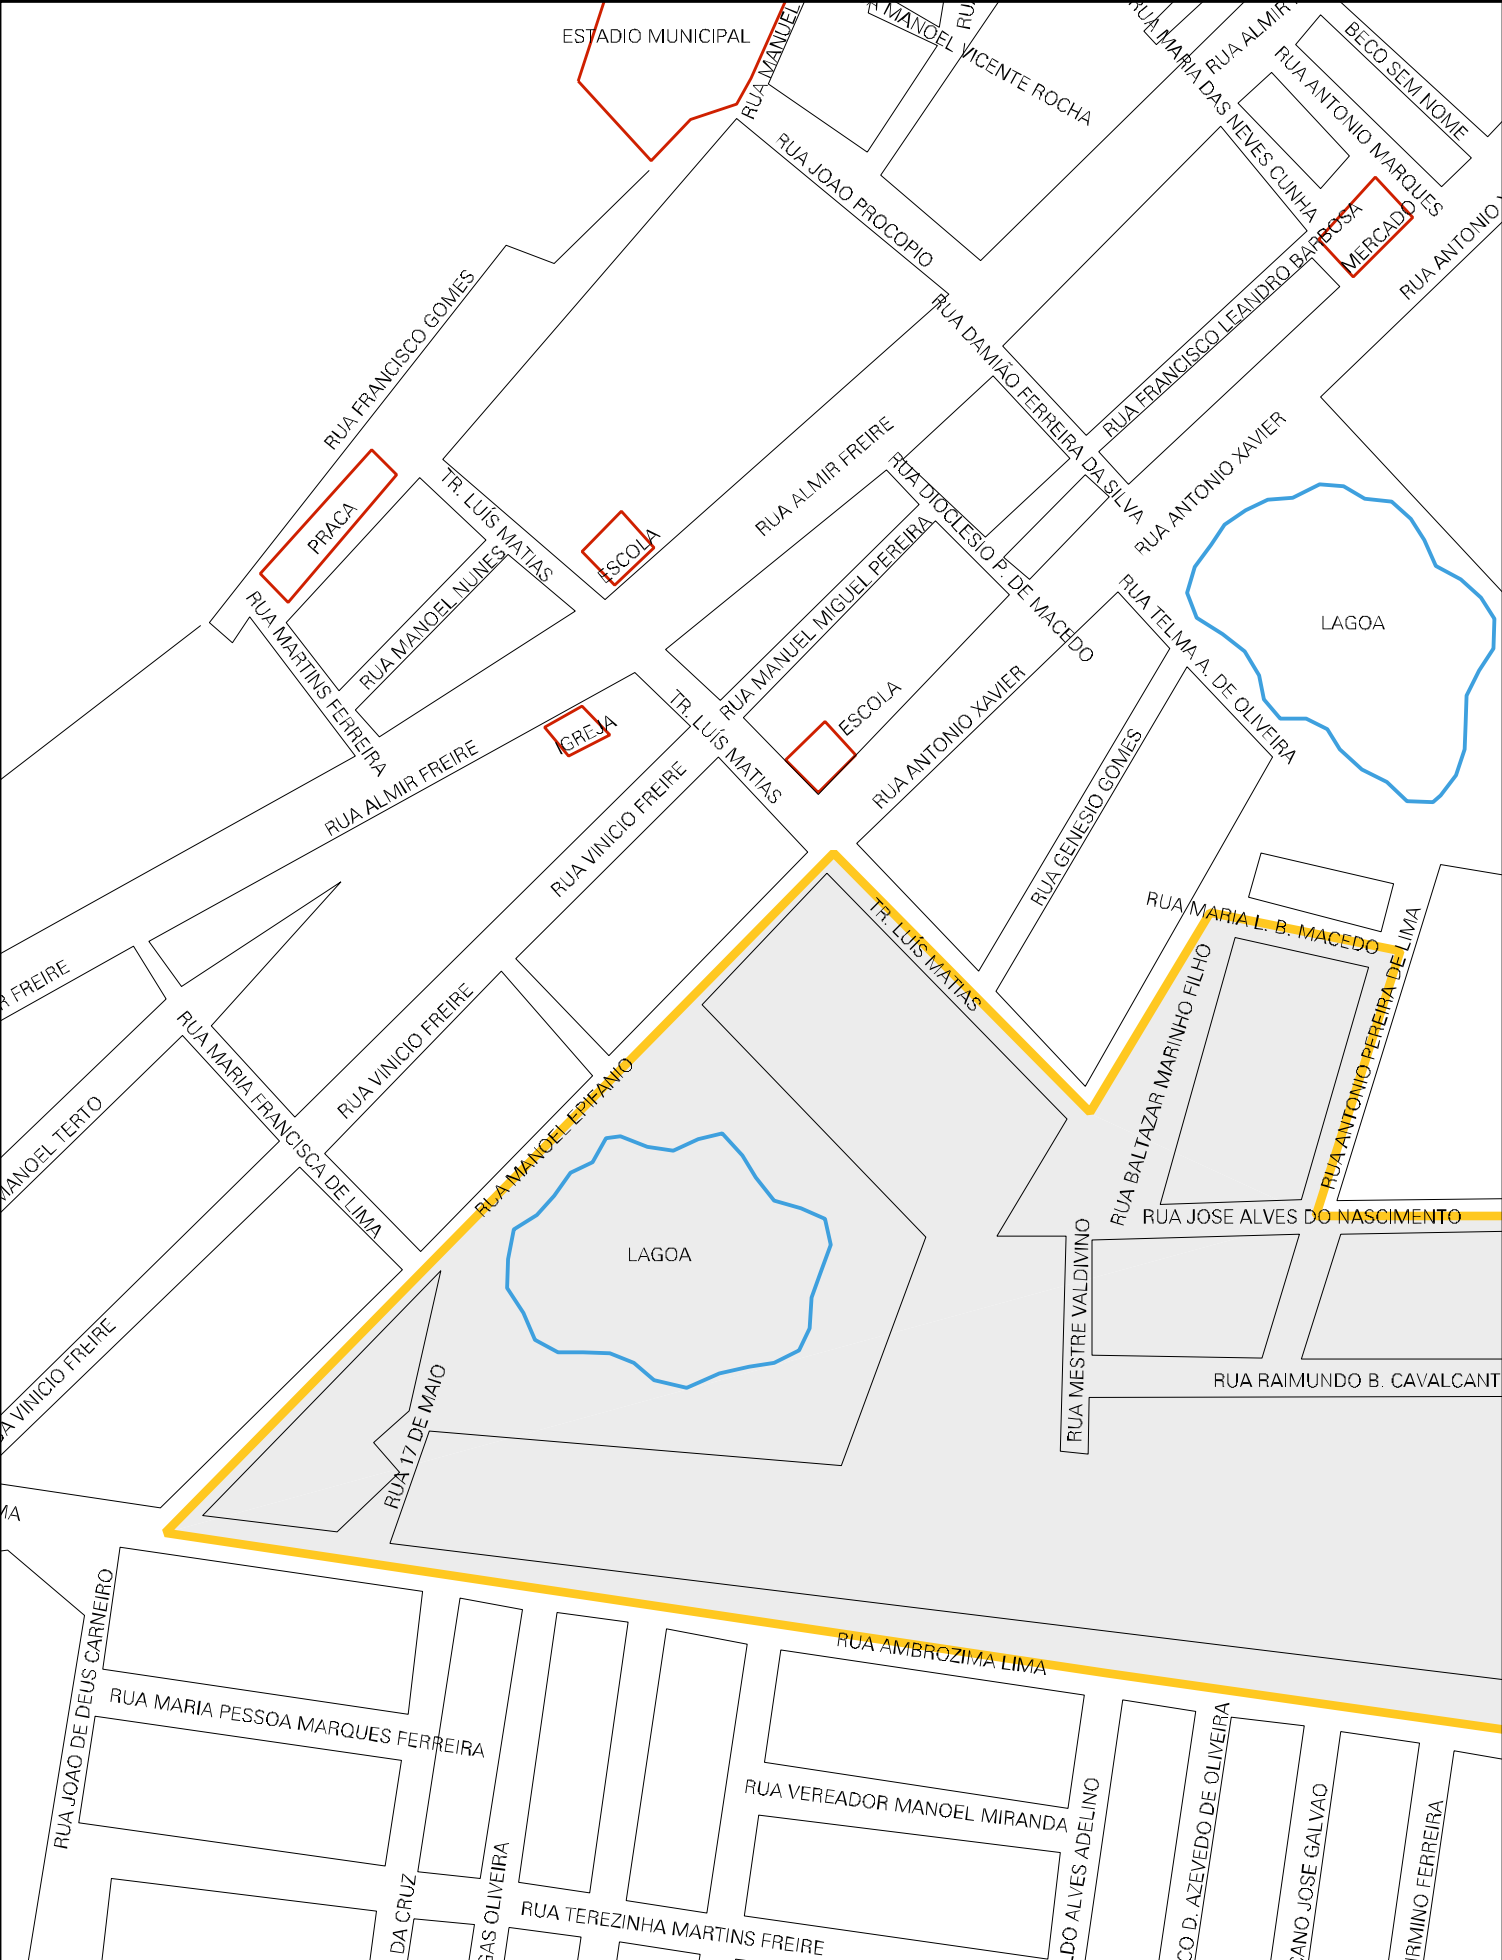 ESTADIO MUNICIPAL
RUA MANUEL
MANOEL VICENTE ROCHA
RUA MARIA DAS NEVES CUNHA
RUA ALMIR
BECO SEM NOME
RUA ANTONIO MARQUES
RUA JOAO PROCOPIO
MERCADO
RUA ANTONIO
RUA FRANCISCO LEANDRO BARBOSA
RUA FRANCISCO GOMES
RUA DAMIÃO FERREIRA DA SILVA
RUA ALMIR FREIRE
RUA ANTONIO XAVIER
RUA DIOCLESIO P. DE MACEDO
PRACA
TR. LUÍS MATIAS
ESCOLA
RUA MANOEL NUNES
RUA MARTINS FERREIRA
RUA MANUEL MIGUEL PEREIRA
LAGOA
RUA TELMA A. DE OLIVEIRA
IGREJA
TR. LUÍS MATIAS
ESCOLA
RUA ANTONIO XAVIER
RUA GENESIO GOMES
RUA ALMIR FREIRE
RUA VINICIO FREIRE
RUA MARIA L. B. MACEDO
TR. LUÍS MATIAS
RUA BALTAZAR MARINHO FILHO
RUA ANTONIO PEREIRA DE LIMA
R FREIRE
RUA VINICIO FREIRE
RUA MARIA FRANCISCA DE LIMA
MANOEL TERTO
RUA MANOEL EPIFANIO
RUA JOSE ALVES DO NASCIMENTO
LAGOA
RUA MESTRE VALDIVINO
RUA RAIMUNDO B. CAVALCANT
VINICIO FREIRE
RUA 17 DE MAIO
MA
RUA JOAO DE DEUS CARNEIRO
RUA AMBROZIMA LIMA
RUA MARIA PESSOA MARQUES FERREIRA
RUA VEREADOR MANOEL MIRANDA
DO ALVES ADELINO
CO D. AZEVEDO DE OLIVEIRA
CANO JOSE GALVAO
RMINO FERREIRA
DA CRUZ
GAS OLIVEIRA
RUA TEREZINHA MARTINS FREIRE